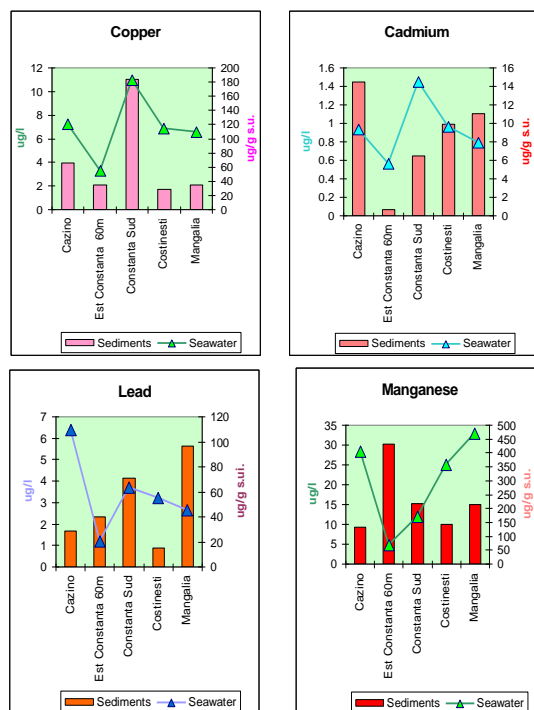 Copper
ug/l
12
10
8
6
4
2
0
200
180
160
140
120
100
80
60
40
20
0
ug/g s.u.
Cazino
Est Constanta 60m
Constanta Sud
Costinesti
Mangalia
Sediments
Seawater
Cadmium
ug/l
1.6
1.4
1.2
1
0.8
0.6
0.4
0.2
0
16
14
12
10
8
6
4
2
0
ug/g s.u.
Cazino
Est Constanta 60m
Constanta Sud
Costinesti
Mangalia
Sediments
Seawater
Lead
ug/l
7
6
5
4
3
2
1
0
120
100
80
60
40
20
0
ug/g s.ui.
Cazino
Est Constanta 60m
Constanta Sud
Costinesti
Mangalia
Sediments
Seawater
Manganese
ug/l
35
30
25
20
15
10
5
0
500
450
400
350
300
250
200
150
100
50
0
ug/g s.u.
Cazino
Est Constanta 60m
Constanta Sud
Costinesti
Mangalia
Sediments
Seawater